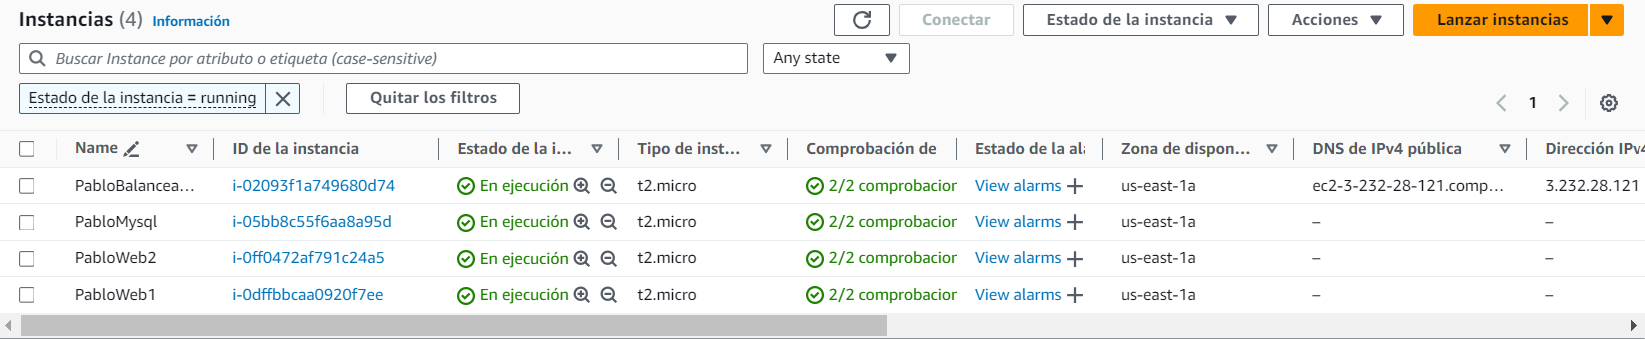 Instancias (4) Información Conectar Estado de la instancia Acciones Lanzar instancias
Buscar Instance por atributo o etiqueta (case-sensitive) Any state
Estado de la instancia = running Quitar los filtros 1
Name ID de la instancia Estado de la i... Tipo de inst... Comprobación de Estado de la ala Zona de dispon... DNS de IPv4 pública Dirección IPv4
PabloBalancea... i-02093f1a749680d74 En ejecución t2.micro 2/2 comprobacion View alarms + us-east-1a ec2-3-232-28-121.comp... 3.232.28.121
PabloMysql i-05bb8c55f6aa8a95d En ejecución t2.micro 2/2 comprobacion View alarms + us-east-1a – –
PabloWeb2 i-0ff0472af791c24a5 En ejecución t2.micro 2/2 comprobacion View alarms + us-east-1a – –
PabloWeb1 i-0dffbbcaa0920f7ee En ejecución t2.micro 2/2 comprobacion View alarms + us-east-1a – –